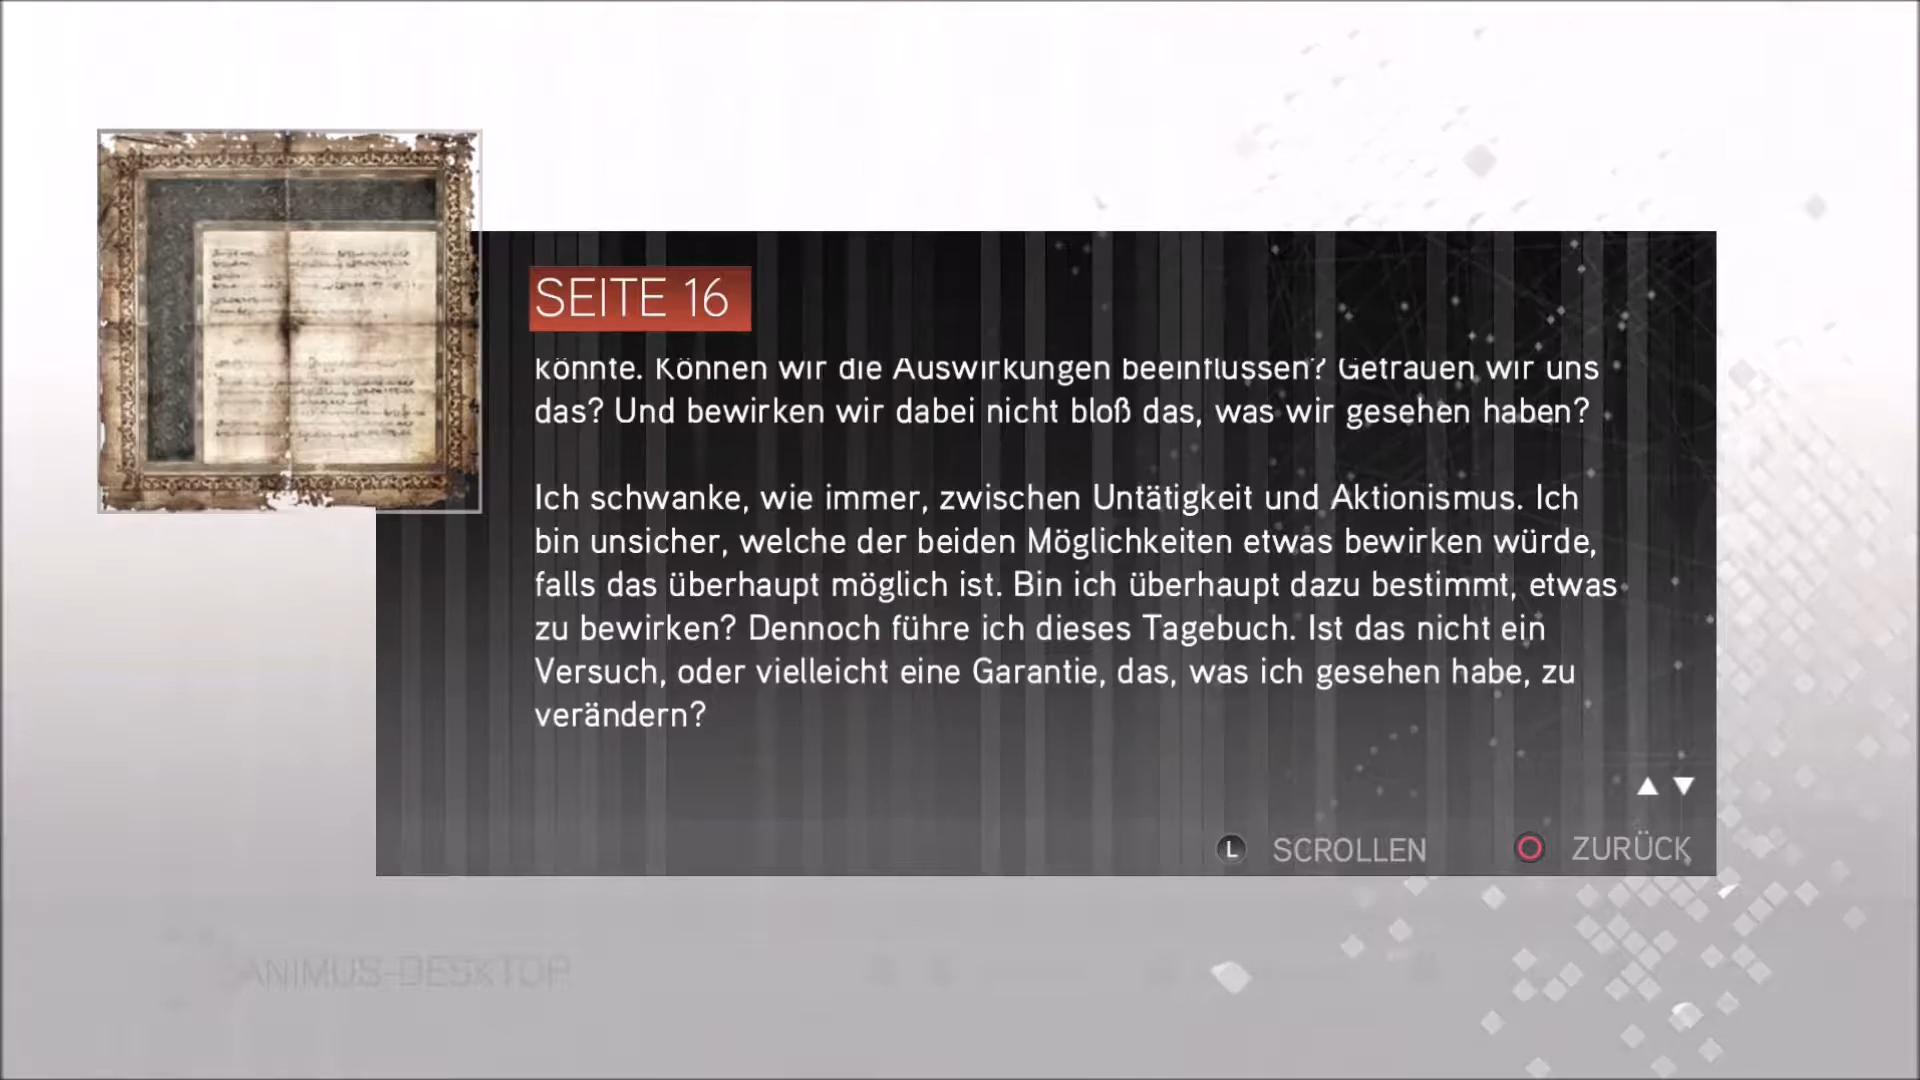 SEITE 16
könnte. Können wir die Auswirkungen beeinflussen? Getrauen wir uns
das? Und bewirken wir dabei nicht bloß das, was wir gesehen haben?
Ich schwanke, wie immer, zwischen Untätigkeit und Aktionismus. Ich
bin unsicher, welche der beiden Möglichkeiten etwas bewirken würde,
falls das überhaupt möglich ist. Bin ich überhaupt dazu bestimmt, etwas
zu bewirken? Dennoch führe ich dieses Tagebuch. Ist das nicht ein
Versuch, oder vielleicht eine Garantie, das, was ich gesehen habe, zu
verändern?
L SCROLLEN ZURÜCK
ANIMUS-DESKTOP